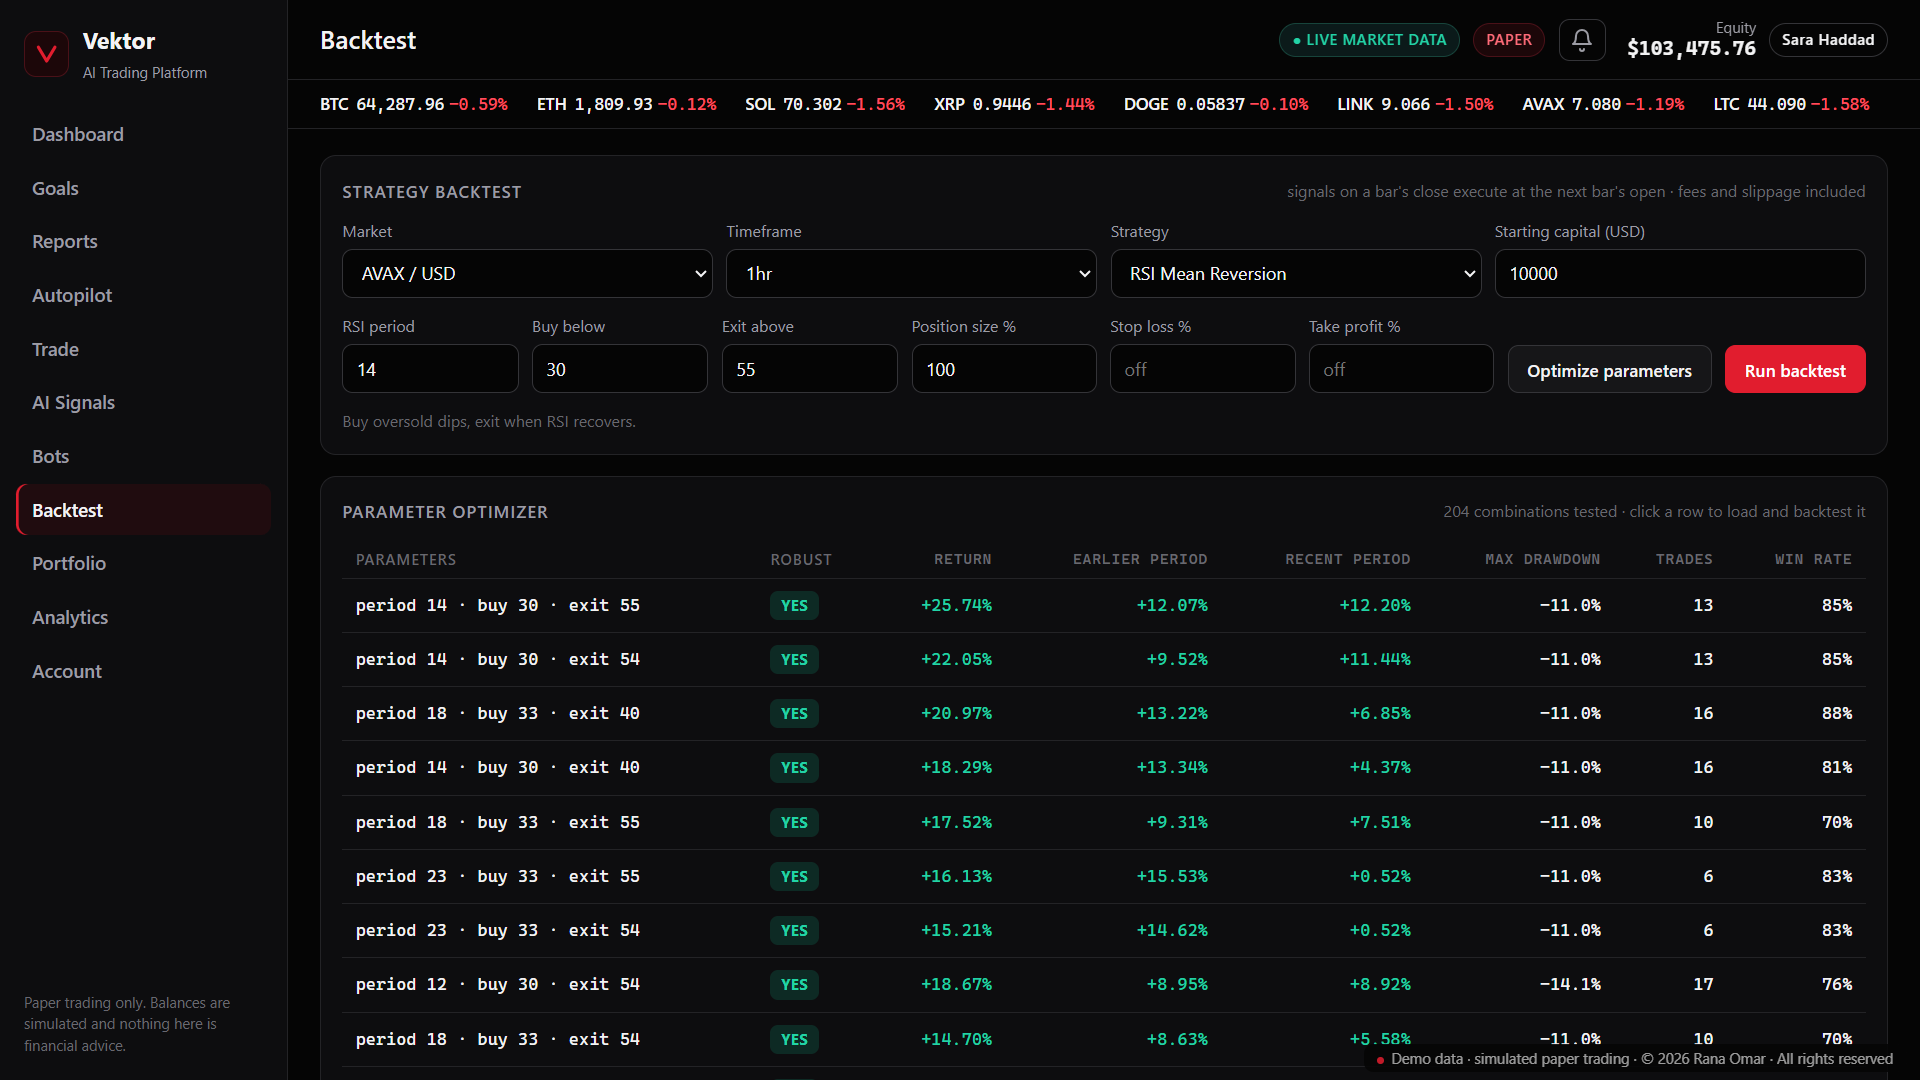 Vektor
AI Trading Platform
Dashboard
Goals
Reports
Autopilot
Trade
AI Signals
Bots
Backtest
Portfolio
Analytics
Account
Paper trading only. Balances are
simulated and nothing here is
financial advice.
Backtest
● LIVE MARKET DATA PAPER Equity $103,475.76 Sara Haddad
BTC 64,287.96 −0.59% ETH 1,809.93 −0.12% SOL 70.302 −1.56% XRP 0.9446 −1.44% DOGE 0.05837 −0.10% LINK 9.066 −1.50% AVAX 7.080 −1.19% LTC 44.090 −1.58%
STRATEGY BACKTEST signals on a bar's close execute at the next bar's open · fees and slippage included
Market Timeframe Strategy Starting capital (USD)
AVAX / USD 1hr RSI Mean Reversion 10000
RSI period Buy below Exit above Position size % Stop loss % Take profit %
14 30 55 100 off off Optimize parameters Run backtest
Buy oversold dips, exit when RSI recovers.
PARAMETER OPTIMIZER 204 combinations tested · click a row to load and backtest it
PARAMETERS ROBUST RETURN EARLIER PERIOD RECENT PERIOD MAX DRAWDOWN TRADES WIN RATE
period 14 · buy 30 · exit 55 YES +25.74% +12.07% +12.20% −11.0% 13 85%
period 14 · buy 30 · exit 54 YES +22.05% +9.52% +11.44% −11.0% 13 85%
period 18 · buy 33 · exit 40 YES +20.97% +13.22% +6.85% −11.0% 16 88%
period 14 · buy 30 · exit 40 YES +18.29% +13.34% +4.37% −11.0% 16 81%
period 18 · buy 33 · exit 55 YES +17.52% +9.31% +7.51% −11.0% 10 70%
period 23 · buy 33 · exit 55 YES +16.13% +15.53% +0.52% −11.0% 6 83%
period 23 · buy 33 · exit 54 YES +15.21% +14.62% +0.52% −11.0% 6 83%
period 12 · buy 30 · exit 54 YES +18.67% +8.95% +8.92% −14.1% 17 76%
period 18 · buy 33 · exit 54 YES +14.70% +8.63% +5.58% −11.0% 10 70%
● Demo data · simulated paper trading · © 2026 Rana Omar · All rights reserved